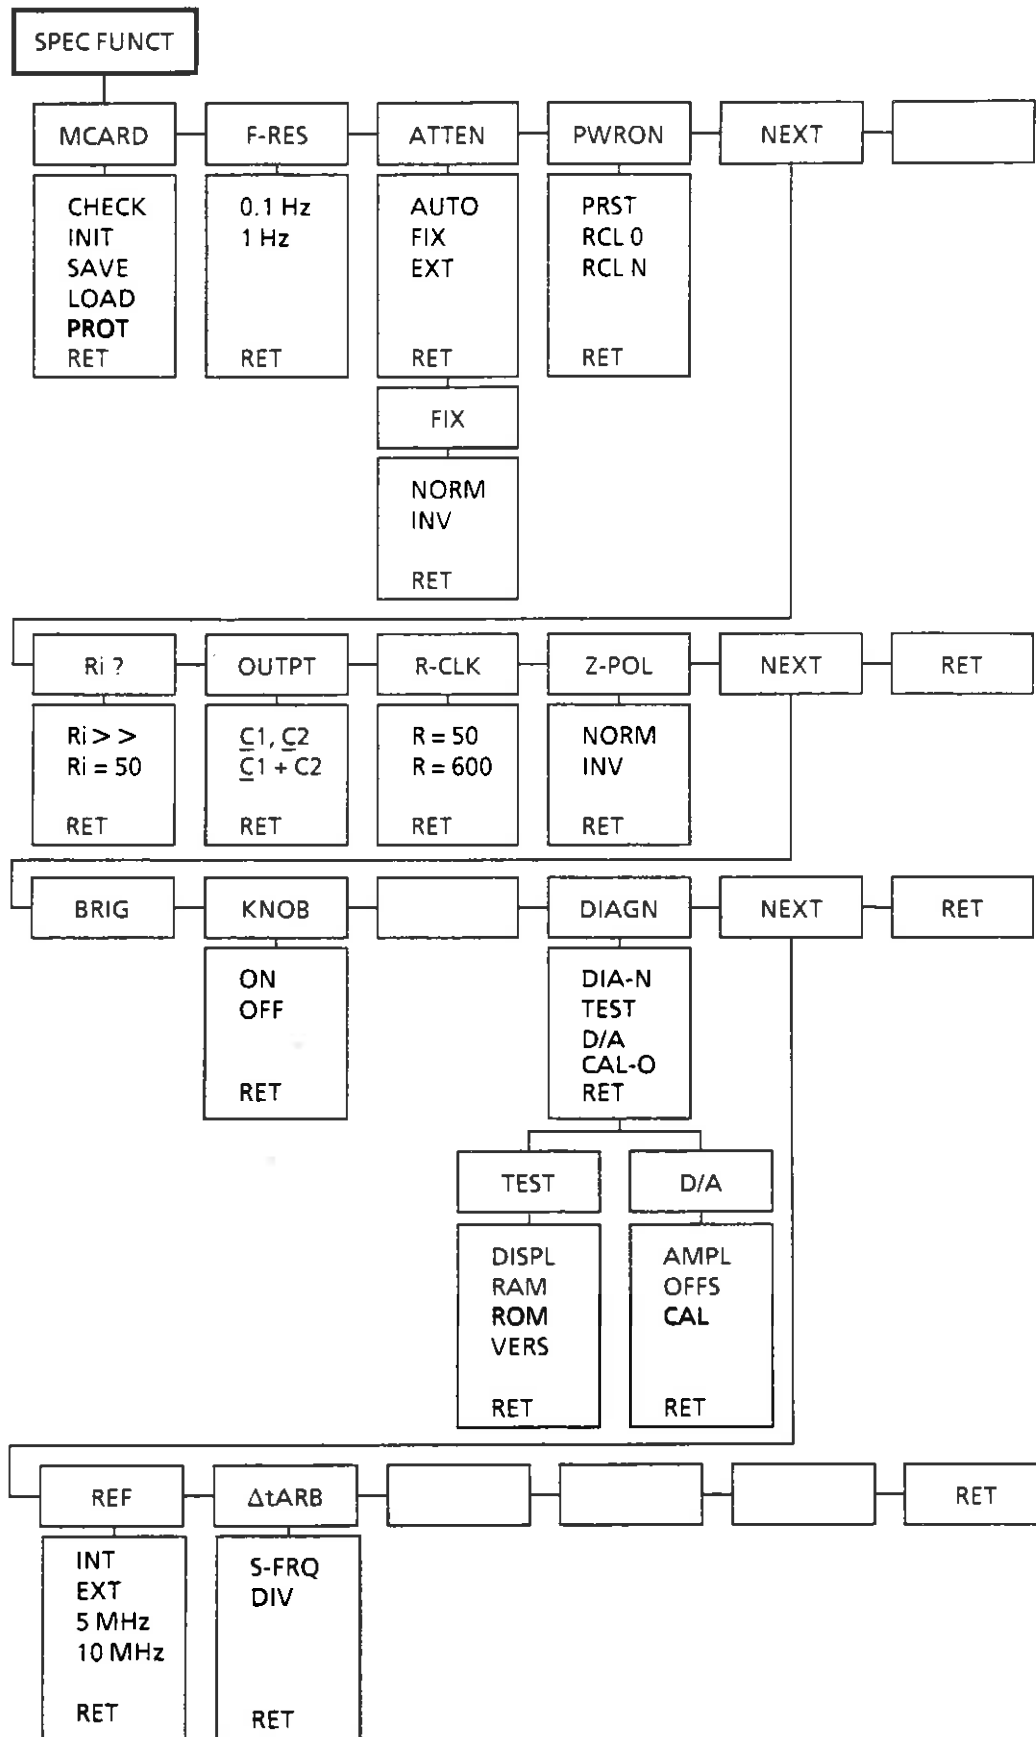 SPEC FUNCT
MCARD F-RES ATTEN PWRON NEXT
CHECK
INIT
SAVE
LOAD
PROT
RET
0.1 Hz
1 Hz
RET
AUTO
FIX
EXT
RET
PRST
RCL 0
RCL N
RET
FIX
NORM
INV
RET
Ri ? OUTPT R-CLK Z-POL NEXT RET
Ri > >
Ri = 50
RET
C1, C2
C1 + C2
RET
R = 50
R = 600
RET
NORM
INV
RET
BRIG KNOB DIAGN NEXT RET
ON
OFF
RET
DIA-N
TEST
D/A
CAL-O
RET
TEST D/A
DISPL
RAM
ROM
VERS
RET
AMPL
OFFS
CAL
RET
REF ΔtARB RET
INT
EXT
5 MHz
10 MHz
RET
S-FRQ
DIV
RET